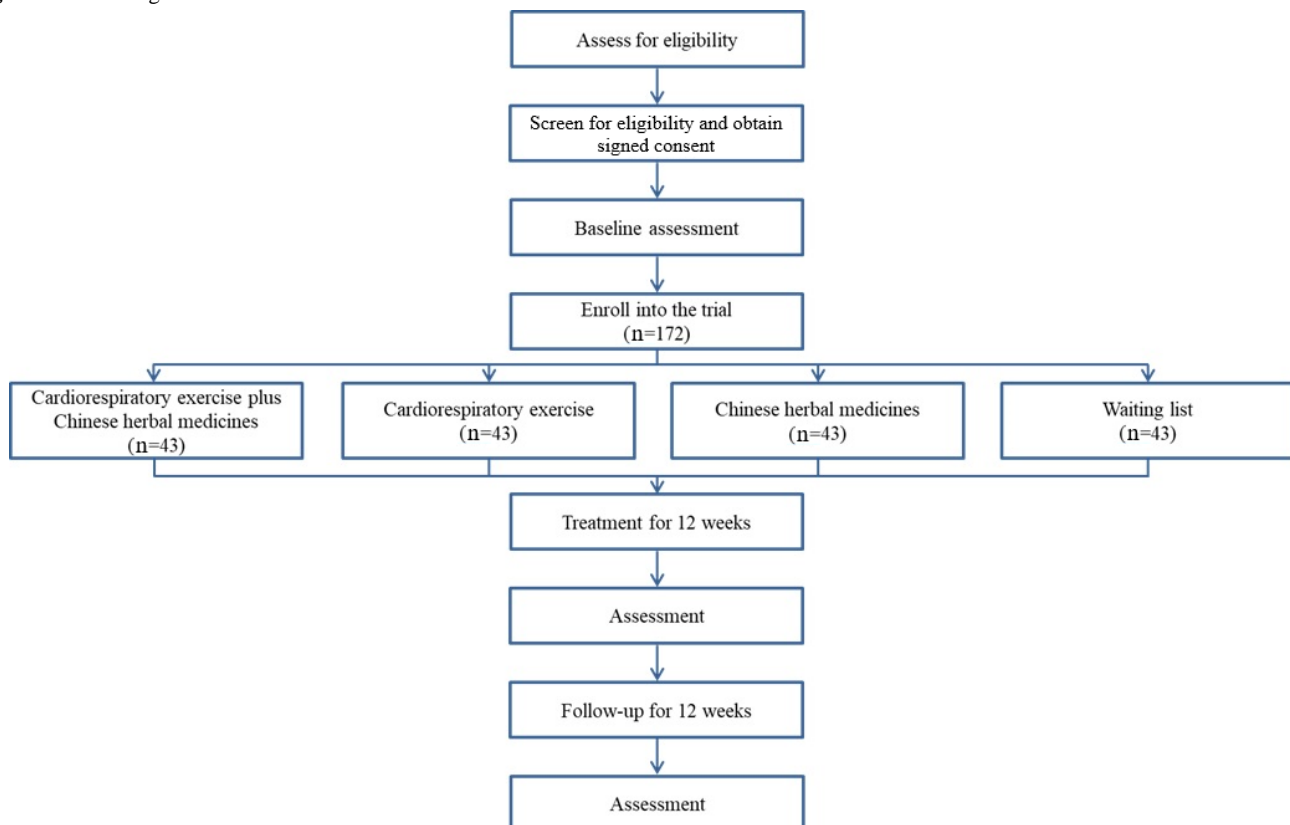 Assess for eligibility
Screen for eligibility and obtain
signed consent
Baseline assessment
Enroll into the trial
(n=172)
Cardiorespiratory exercise plus
Chinese herbal medicines
(n=43)
Cardiorespiratory exercise
(n=43)
Chinese herbal medicines
(n=43)
Waiting list
(n=43)
Treatment for 12 weeks
Assessment
Follow-up for 12 weeks
Assessment